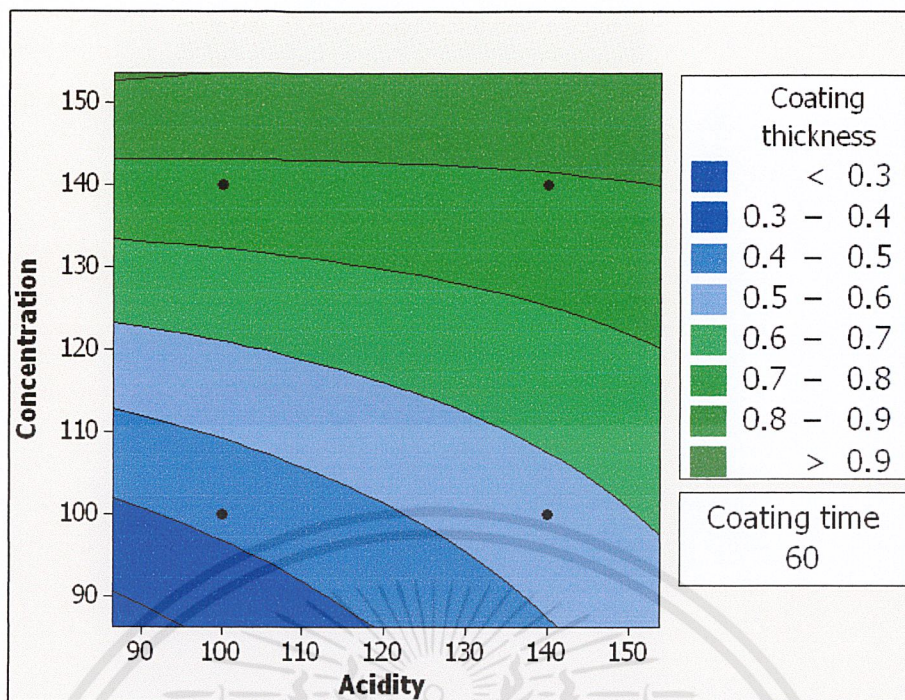 150
140
130
120
110
100
90
Concentration
90 100 110 120 130 140 150
Acidity
Coating
thickness
< 0.3
0.3 – 0.4
0.4 – 0.5
0.5 – 0.6
0.6 – 0.7
0.7 – 0.8
0.8 – 0.9
> 0.9
Coating time
60